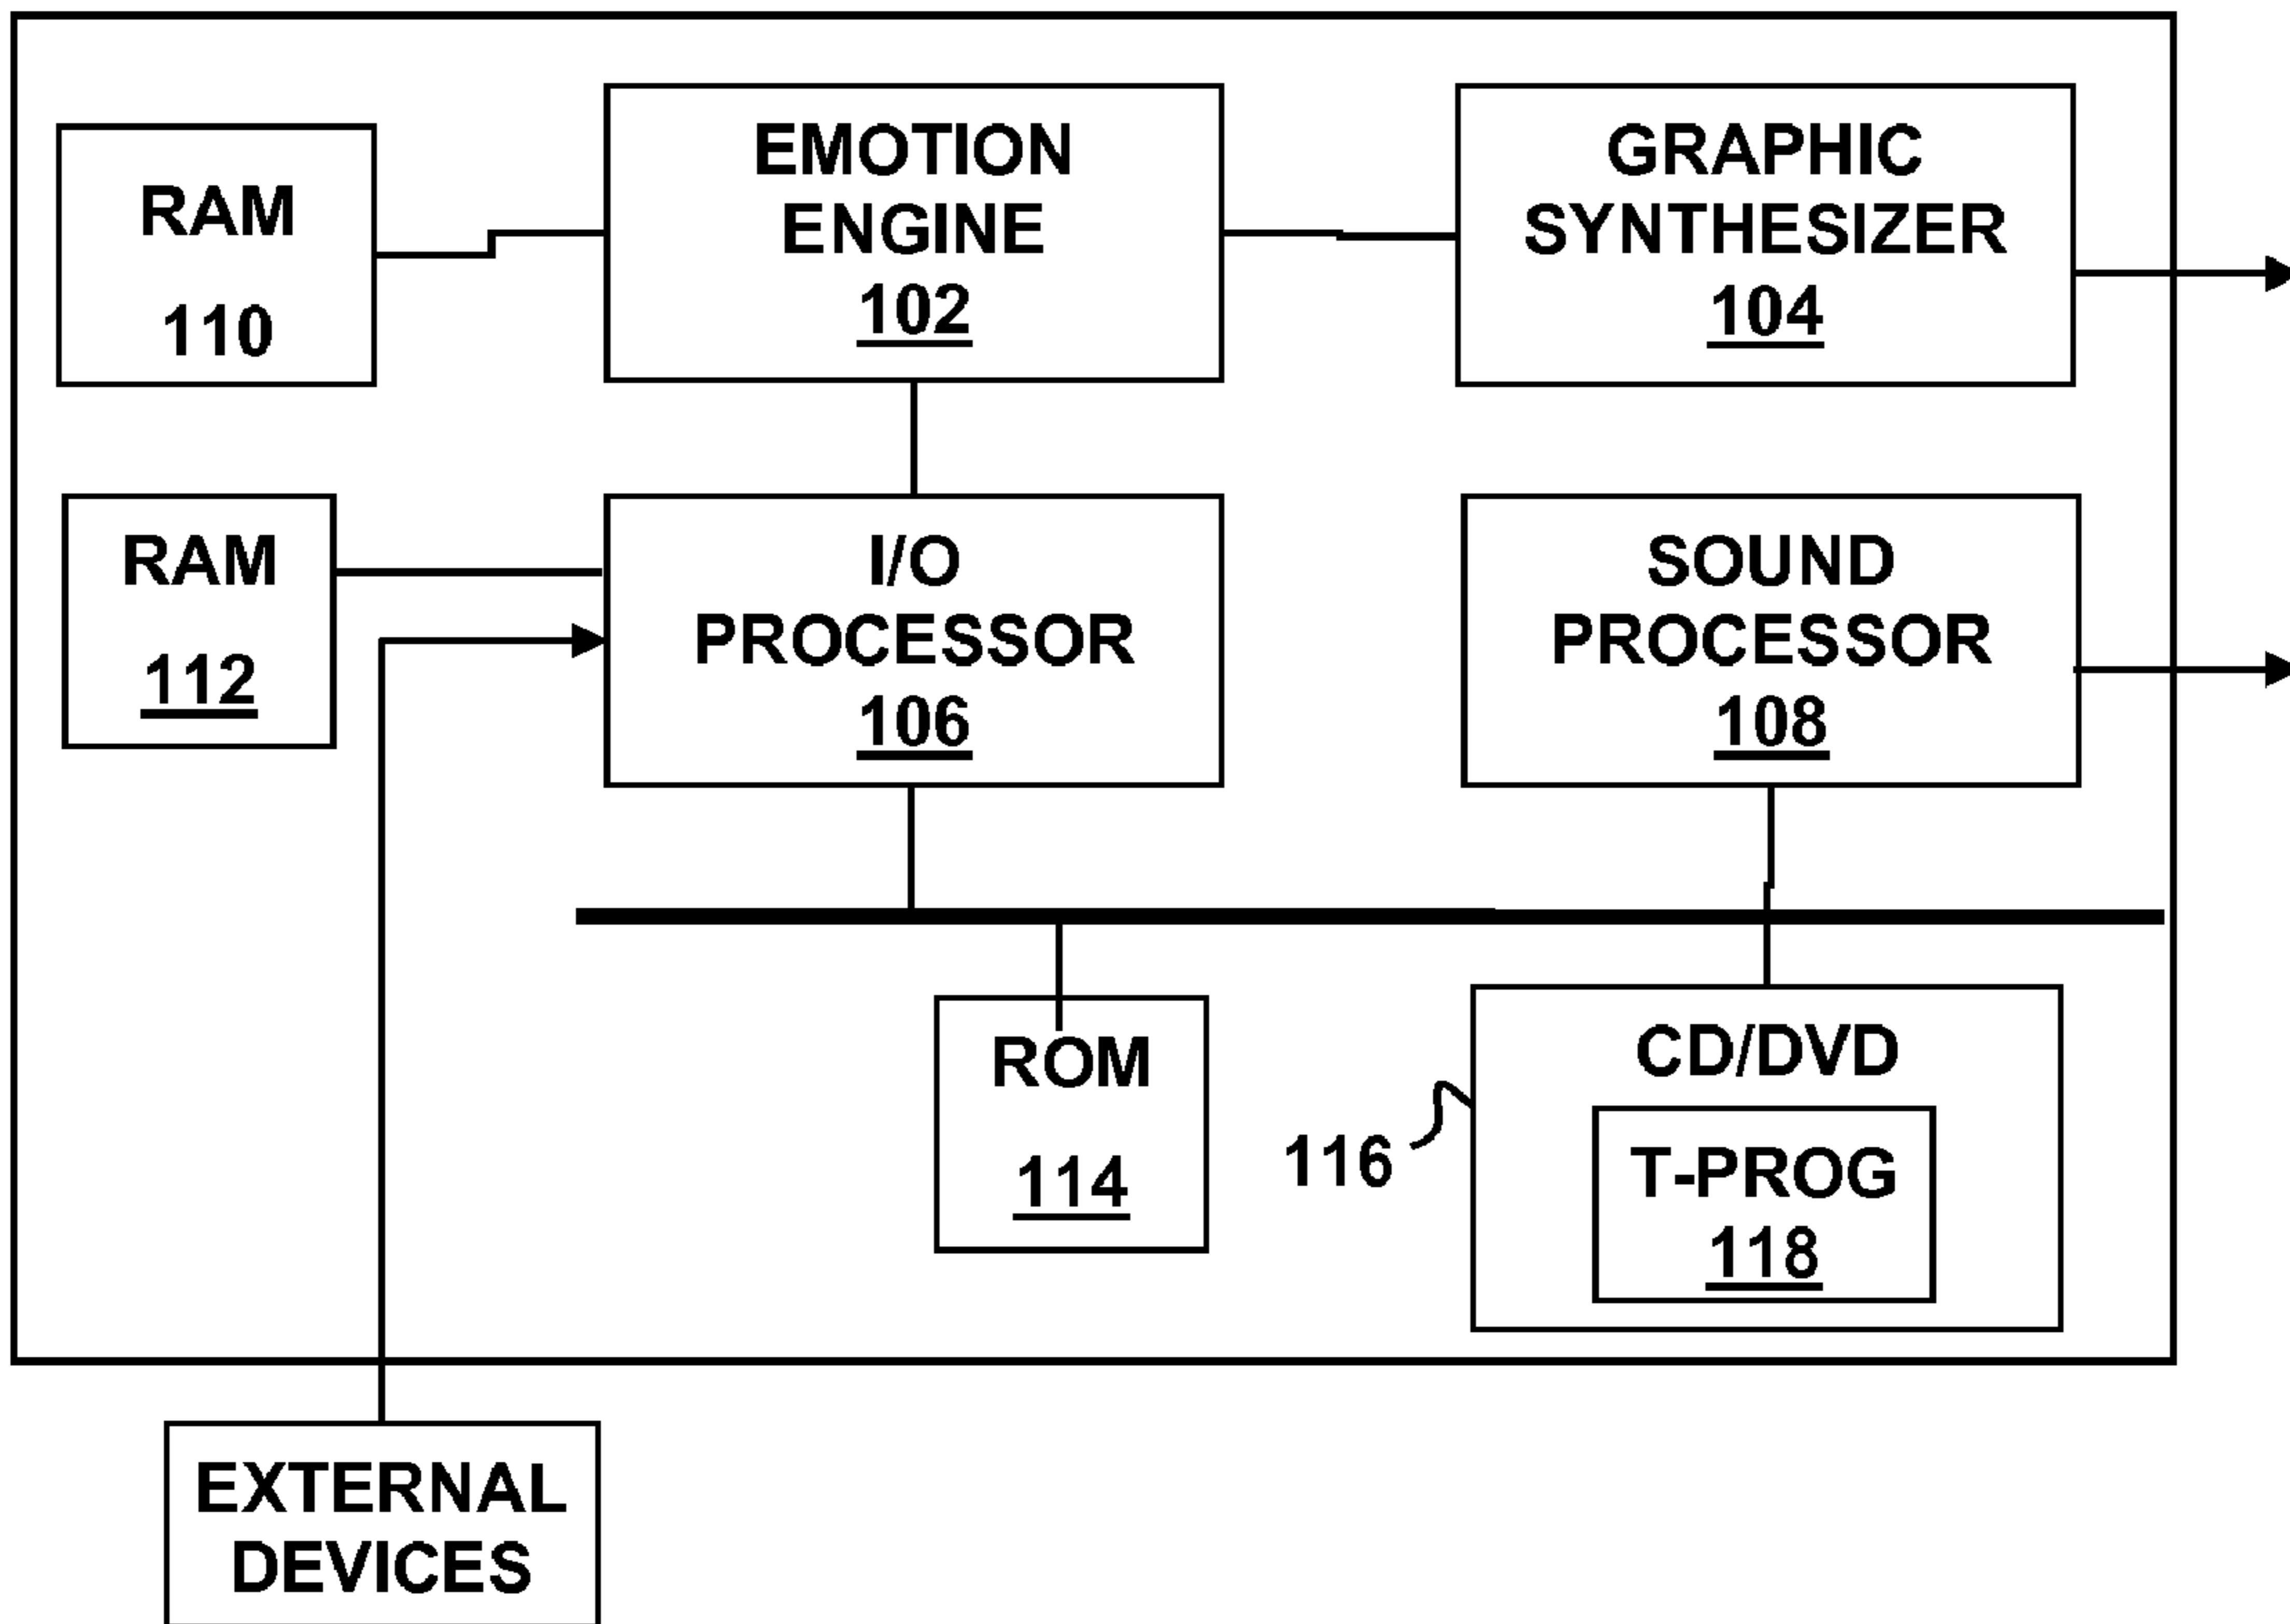 RAM
110
EMOTION
ENGINE
102
GRAPHIC
SYNTHESIZER
104
RAM
112
I/O
PROCESSOR
106
SOUND
PROCESSOR
108
ROM
114
116
CD/DVD
T-PROG
118
EXTERNAL
DEVICES